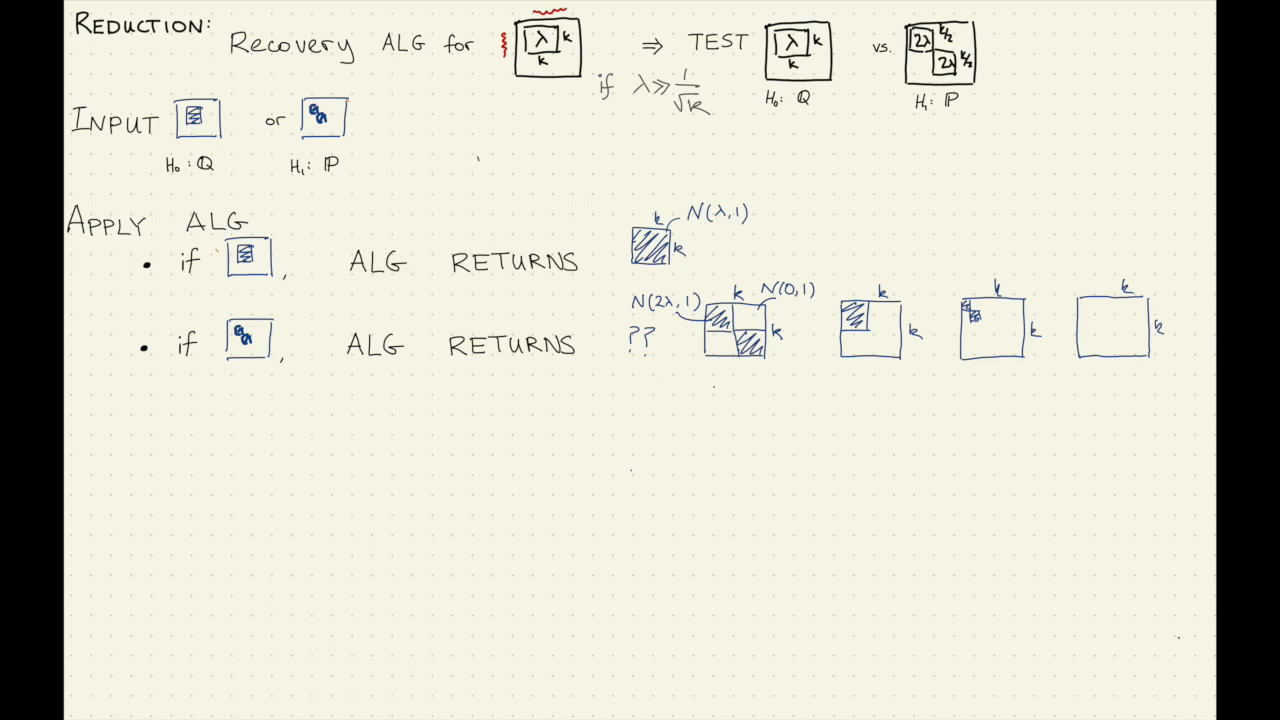 REDUCTION: Recovery ALG for λ k k ⇒ TEST λ k k vs. 2λ k/2 2λ k/2
if λ ≫ 1/√k H₀: ℚ H₁: ℙ
INPUT or
H₀: ℚ H₁: ℙ
APPLY ALG
k N(λ,1)
• if , ALG RETURNS k
N(2λ,1) k N(0,1) k k k
• if , ALG RETURNS ?? k k k k